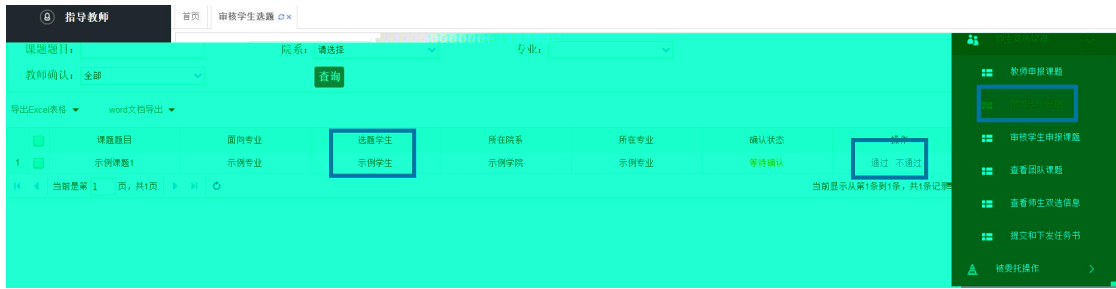 指导教师 首页 审核学生选题
课题题目： 院系： 请选择 专业：
教师确认： 全部 查询
导出Excel表格 word文档导出
课题题目 面向专业 选题学生 所在院系 所在专业 确认状态 操作
1 示例课题1 示例专业 示例学生 示例学院 示例专业 等待确认 通过 不通过
当前是第 1 页，共1页 当前显示从第1条到1条，共1条记录
教师申报课题
审核学生申报课题
查看团队课题
查看师生双选信息
提交和下发任务书
被委托操作